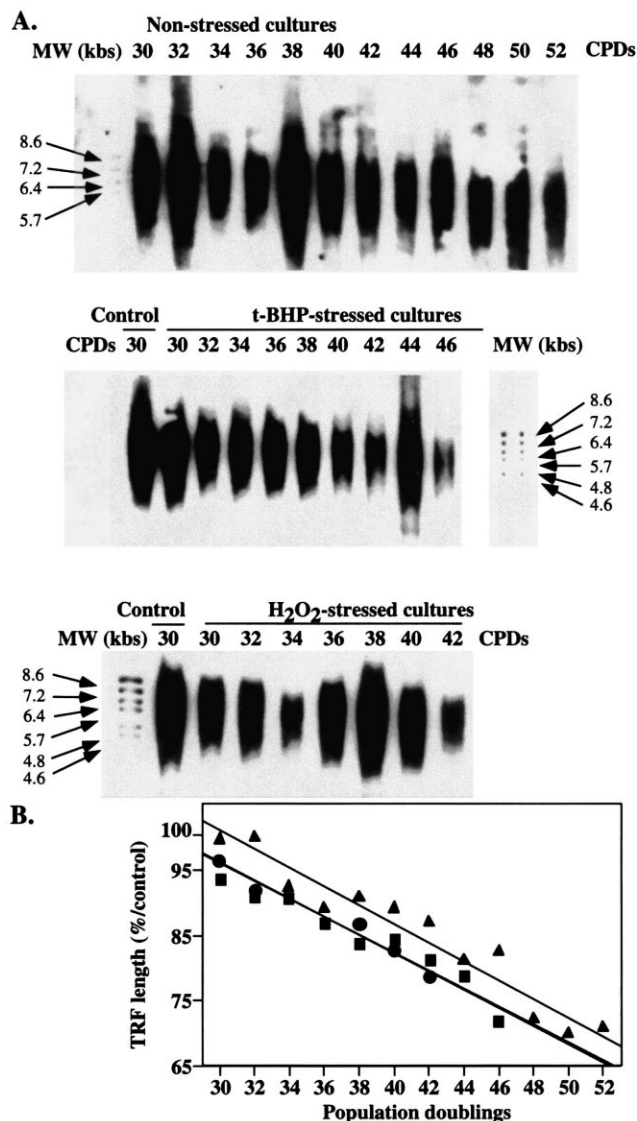 A.
Non-stressed cultures
MW (kbs) 30 32 34 36 38 40 42 44 46 48 50 52 CPDs
8.6
7.2
6.4
5.7
Control t-BHP-stressed cultures
CPDs 30 30 32 34 36 38 40 42 44 46 MW (kbs)
8.6
7.2
6.4
5.7
4.8
4.6
Control H₂O₂-stressed cultures
MW (kbs) 30 30 32 34 36 38 40 42 CPDs
8.6
7.2
6.4
5.7
4.8
4.6
B.
TRF length (%/control)
100
95
85
75
65
30 32 34 36 38 40 42 44 46 48 50 52
Population doublings